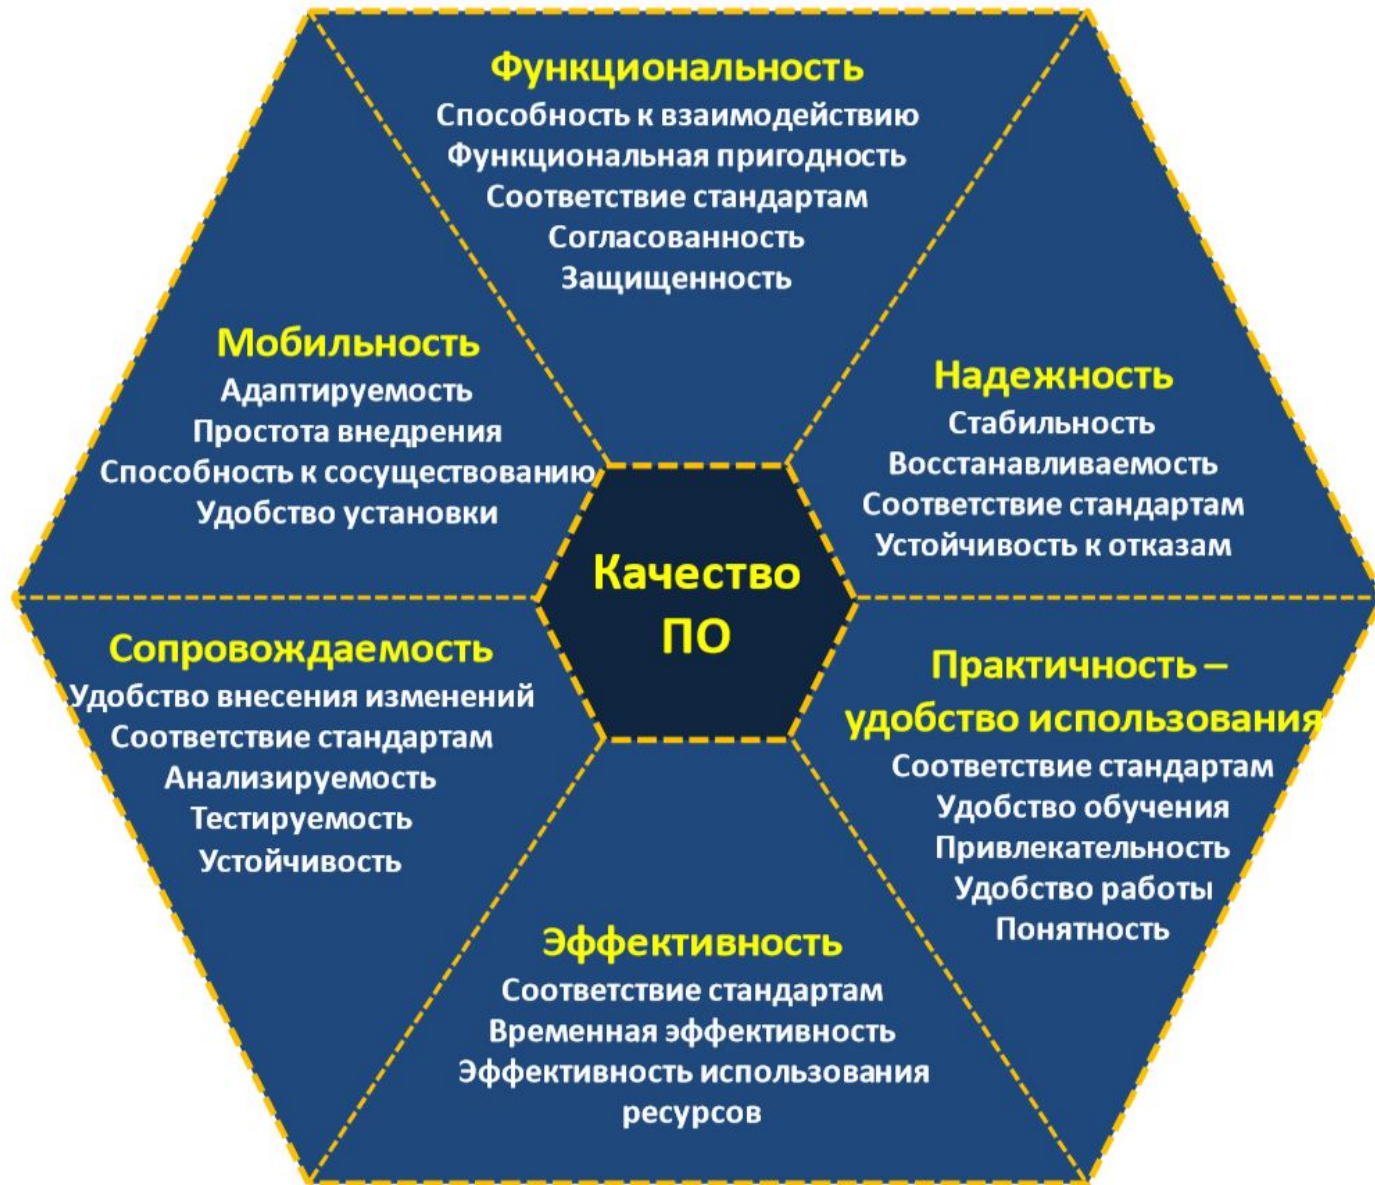 Функциональность
Способность к взаимодействию
Функциональная пригодность
Соответствие стандартам
Согласованность
Защищенность
Мобильность
Адаптируемость
Простота внедрения
Способность к сосуществованию
Удобство установки
Надежность
Стабильность
Восстанавливаемость
Соответствие стандартам
Устойчивость к отказам
Качество
ПО
Сопровождаемость
Удобство внесения изменений
Соответствие стандартам
Анализируемость
Тестируемость
Устойчивость
Практичность –
удобство использования
Соответствие стандартам
Удобство обучения
Привлекательность
Удобство работы
Понятность
Эффективность
Соответствие стандартам
Временная эффективность
Эффективность использования
ресурсов